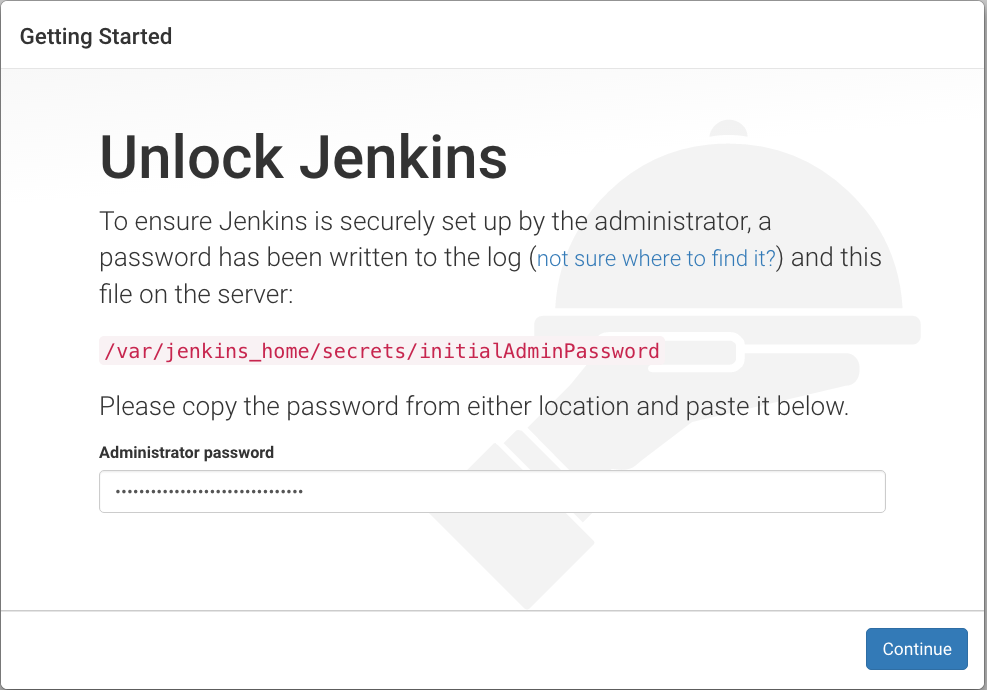 Getting Started
Unlock Jenkins
To ensure Jenkins is securely set up by the administrator, a
password has been written to the log (not sure where to find it?) and this
file on the server:
/var/jenkins_home/secrets/initialAdminPassword
Please copy the password from either location and paste it below.
Administrator password
••••••••••••••••••••••••••••••••
Continue